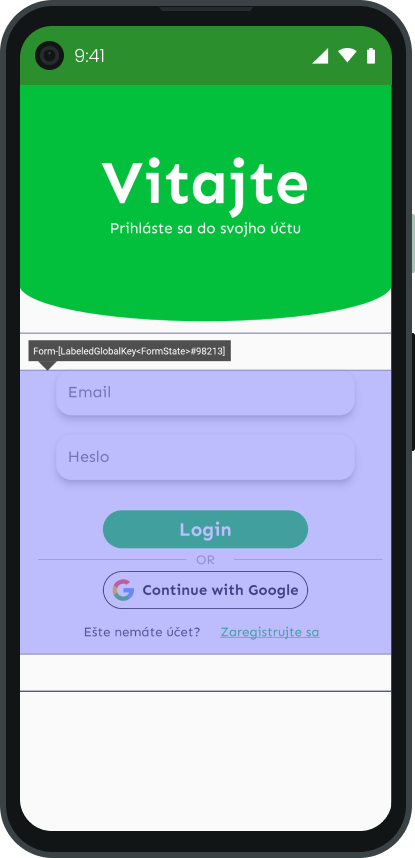 9:41
Vitajte
Prihláste sa do svojho účtu
Form-[LabeledGlobalKey<FormState>#98213]
Email
Heslo
Login
OR
Continue with Google
Ešte nemáte účet? Zaregistrujte sa